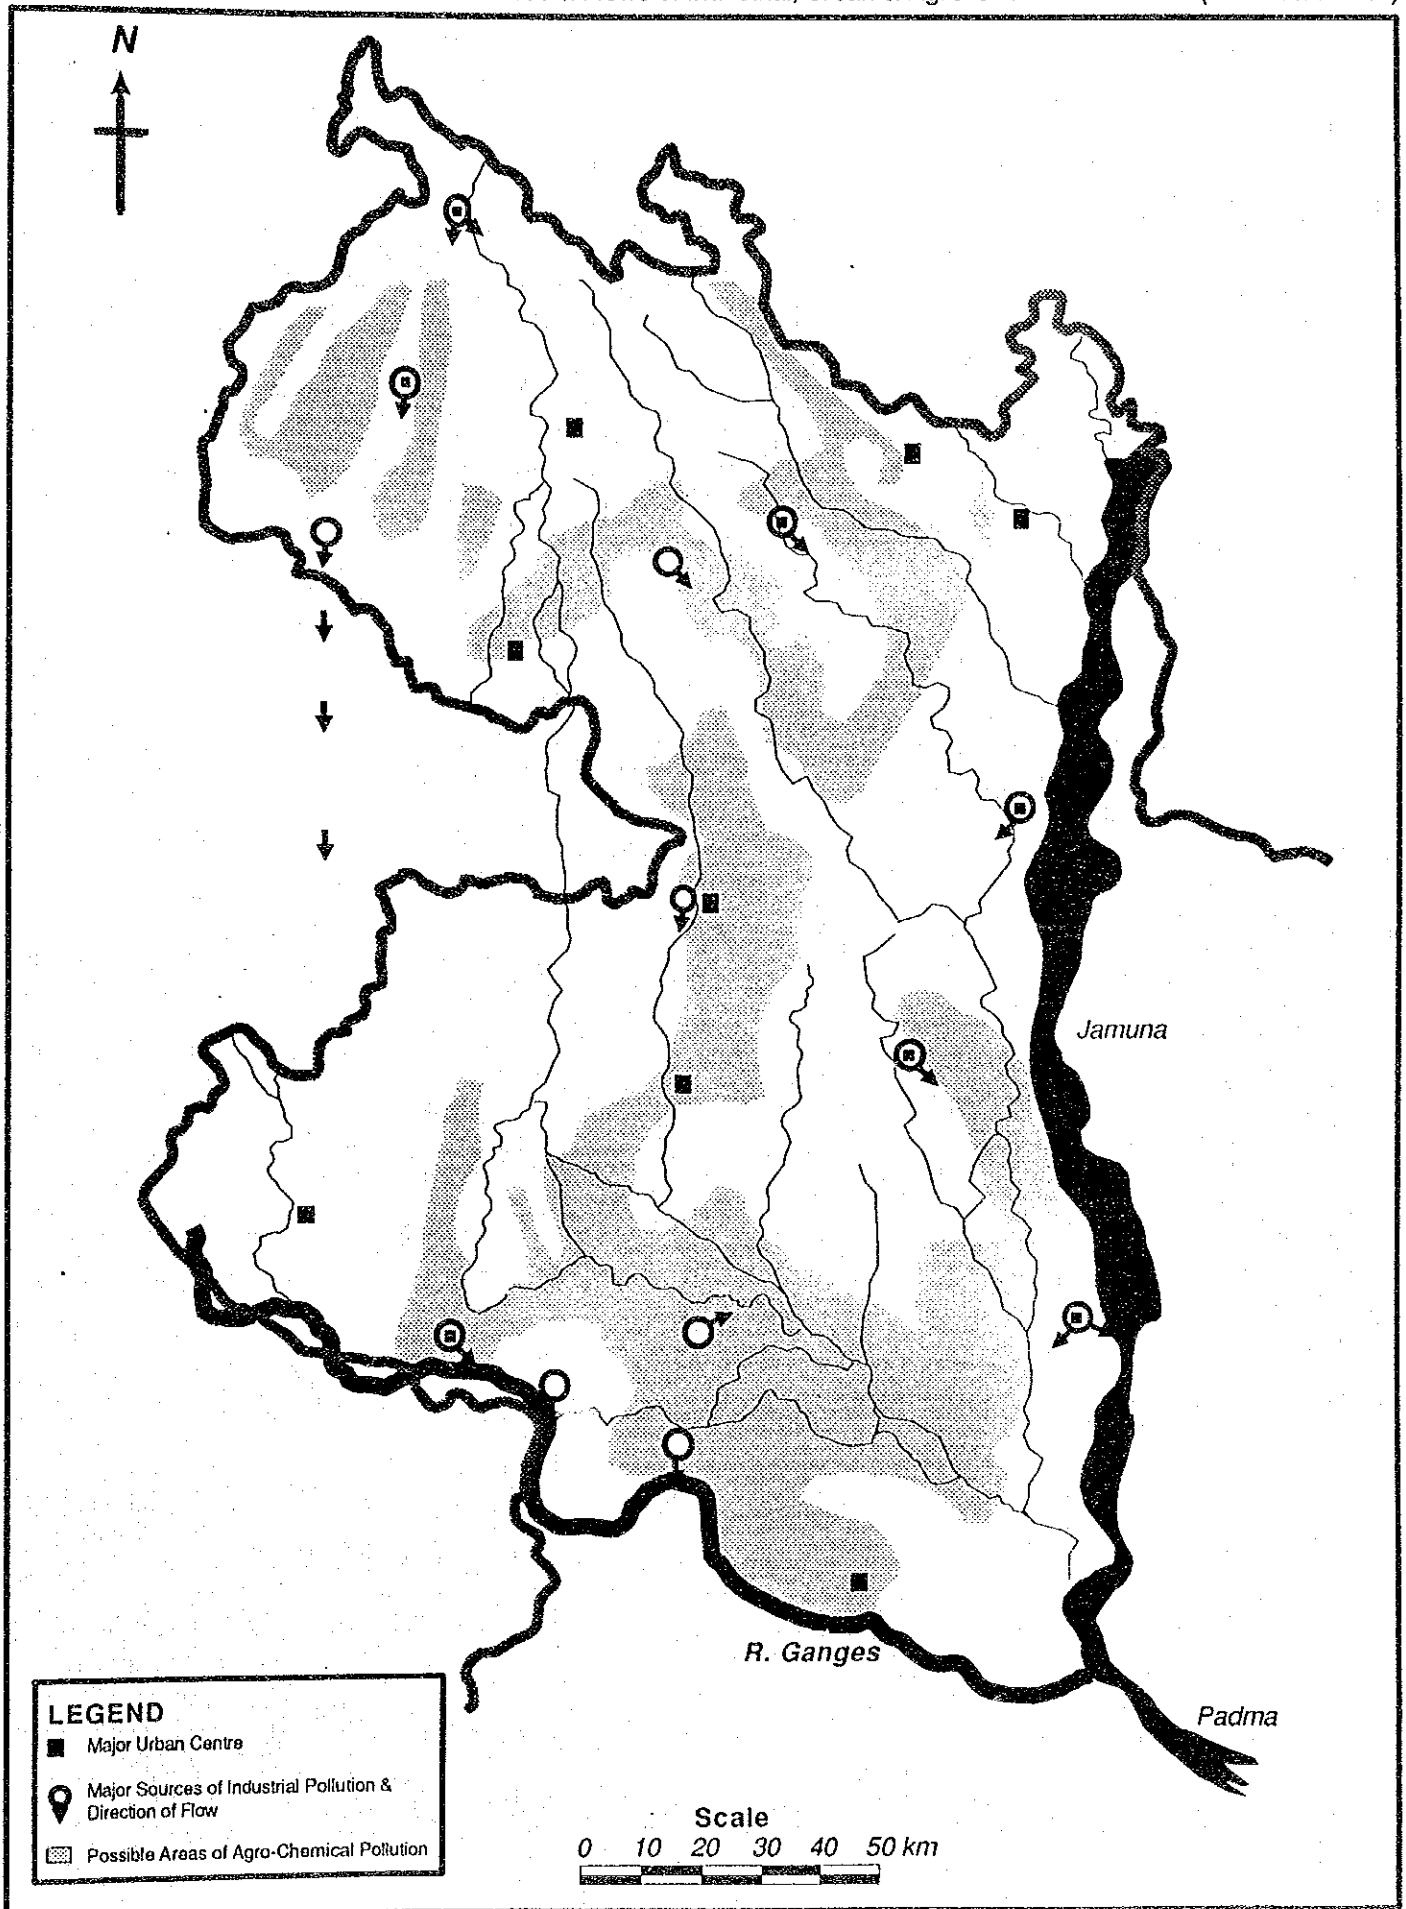 N
Jamuna
R. Ganges
Padma
LEGEND
Major Urban Centre
Major Sources of Industrial Pollution &
Direction of Flow
Possible Areas of Agro-Chemical Pollution
Scale
0 10 20 30 40 50 km